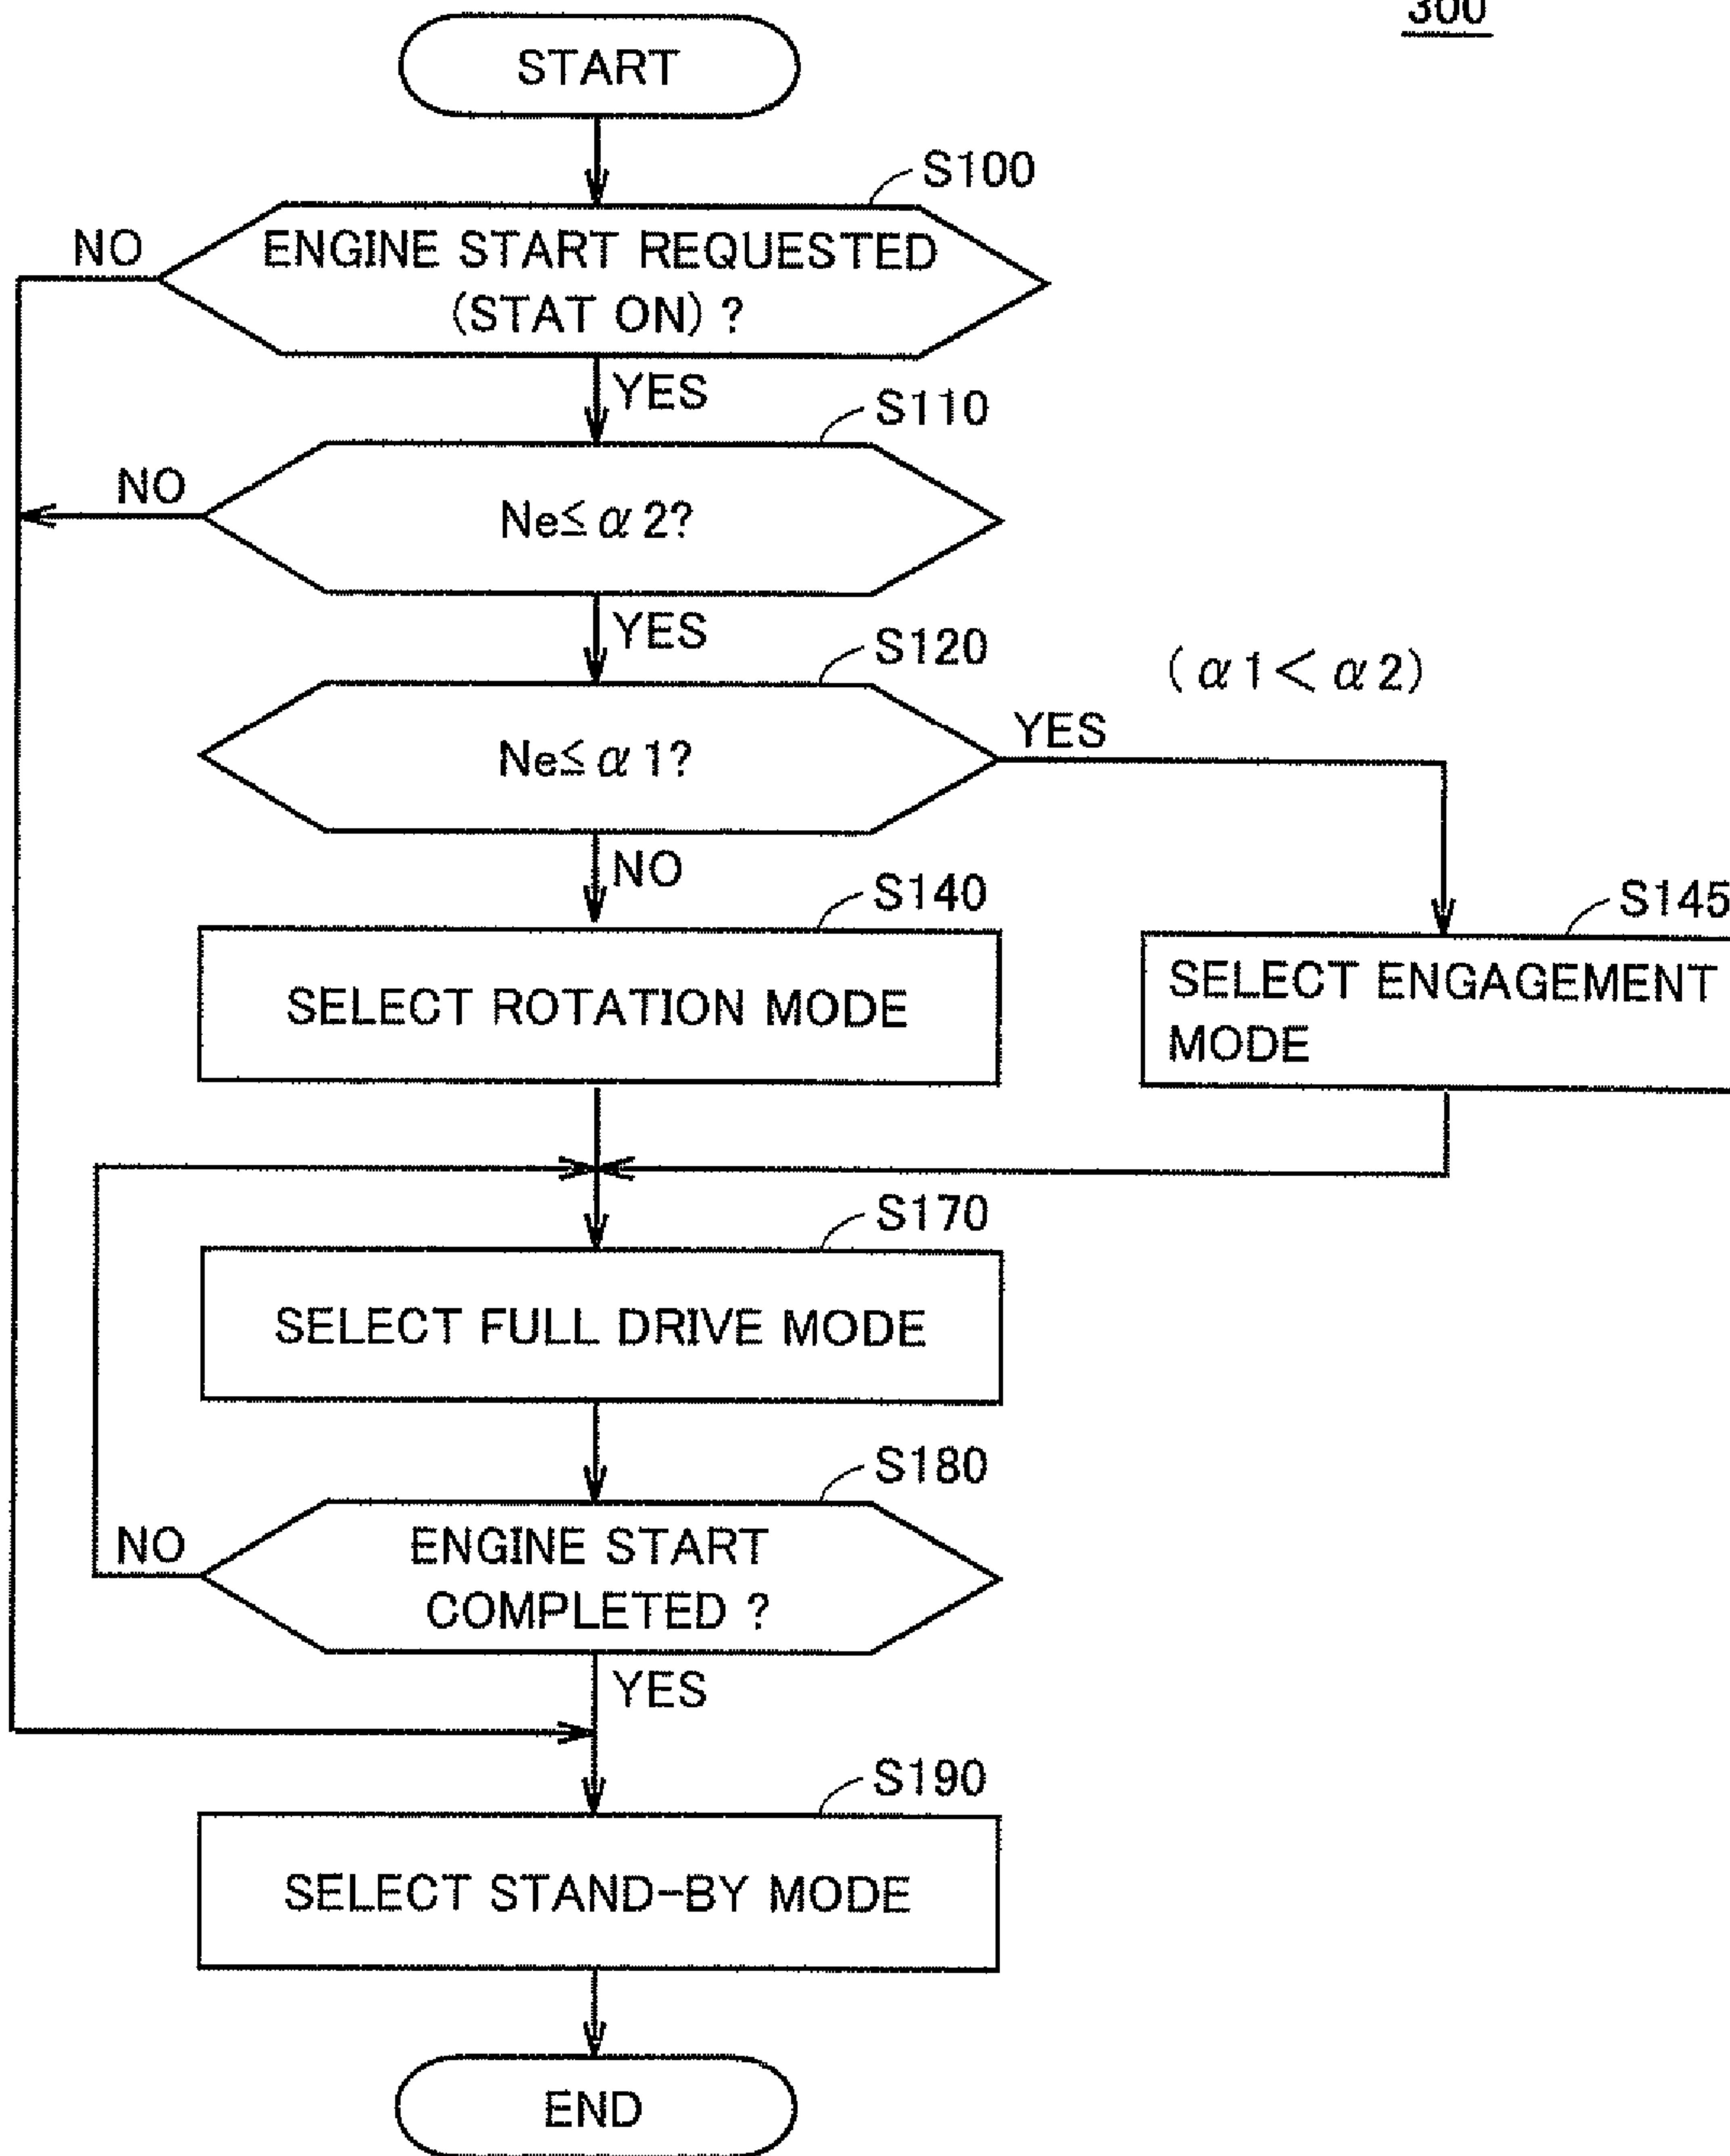 300
START
S100
NO
ENGINE START REQUESTED
(STAT ON) ?
YES
S110
NO
Ne≦α2?
YES
S120
(α1<α2)
Ne≦α1?
YES
NO
S140
S145
SELECT ROTATION MODE
SELECT ENGAGEMENT
MODE
S170
SELECT FULL DRIVE MODE
S180
NO
ENGINE START
COMPLETED ?
YES
S190
SELECT STAND-BY MODE
END